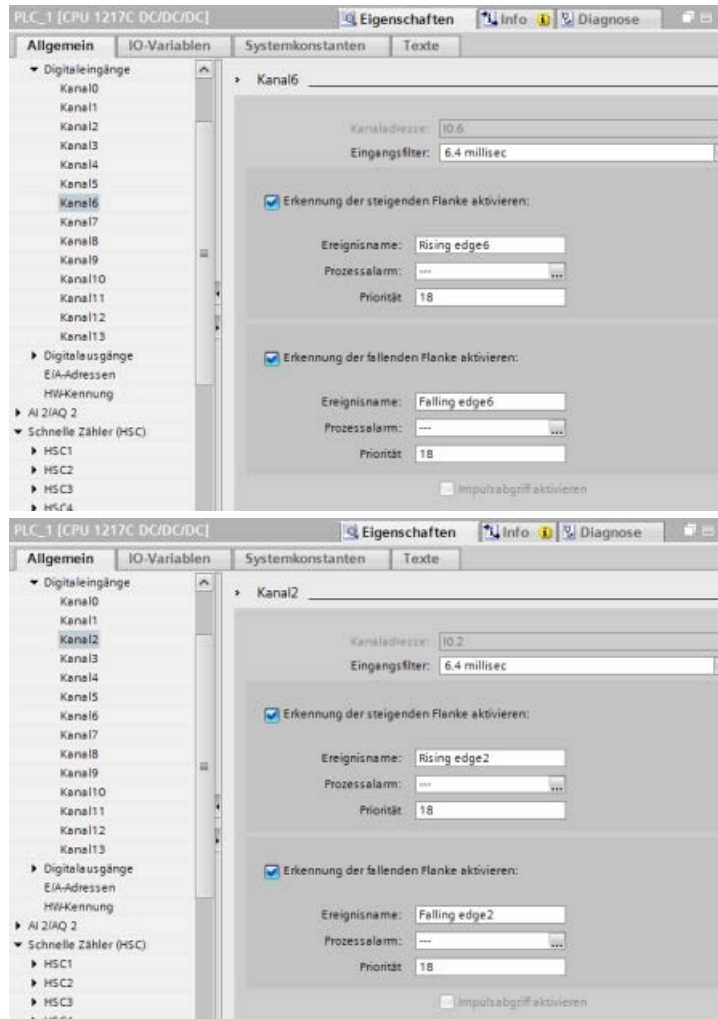 PLC_1 [CPU 1217C DC/DC/DC]
Eigenschaften
Info
Diagnose
Allgemein
IO-Variablen
Systemkonstanten
Texte
Digitaleingänge
Kanal0
Kanal1
Kanal2
Kanal3
Kanal4
Kanal5
Kanal6
Kanal7
Kanal8
Kanal9
Kanal10
Kanal11
Kanal12
Kanal13
Digitalausgänge
E/A-Adressen
HW-Kennung
AI 2/AQ 2
Schnelle Zähler (HSC)
HSC1
HSC2
HSC3
HSC4
Kanal6
Kanaladresse: I0.6
Eingangsfilter: 6.4 millisec
Erkennung der steigenden Flanke aktivieren:
Ereignisname: Rising edge6
Prozessalarm: --- ...
Priorität 18
Erkennung der fallenden Flanke aktivieren:
Ereignisname: Falling edge6
Prozessalarm: --- ...
Priorität 18
Impulsabgriff aktivieren
PLC_1 [CPU 1217C DC/DC/DC]
Eigenschaften
Info
Diagnose
Allgemein
IO-Variablen
Systemkonstanten
Texte
Digitaleingänge
Kanal0
Kanal1
Kanal2
Kanal3
Kanal4
Kanal5
Kanal6
Kanal7
Kanal8
Kanal9
Kanal10
Kanal11
Kanal12
Kanal13
Digitalausgänge
E/A-Adressen
HW-Kennung
AI 2/AQ 2
Schnelle Zähler (HSC)
HSC1
HSC2
HSC3
Kanal2
Kanaladresse: I0.2
Eingangsfilter: 6.4 millisec
Erkennung der steigenden Flanke aktivieren:
Ereignisname: Rising edge2
Prozessalarm: --- ...
Priorität 18
Erkennung der fallenden Flanke aktivieren:
Ereignisname: Falling edge2
Prozessalarm: --- ...
Priorität 18
Impulsabgriff aktivieren